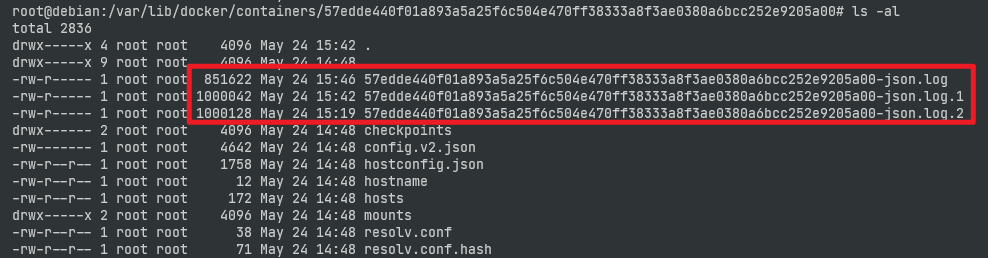 root@debian:/var/lib/docker/containers/57edde440f01a893a5a25f6c504e470ff38333a8f3ae0380a6bcc252e9205a00# ls -al
total 2836
drwx-----x 4 root root    4096 May 24 15:42 .
drwx-----x 9 root root    4096 May 24 14:48 ..
-rw-r----- 1 root root  851622 May 24 15:46 57edde440f01a893a5a25f6c504e470ff38333a8f3ae0380a6bcc252e9205a00-json.log
-rw-r----- 1 root root 1000042 May 24 15:42 57edde440f01a893a5a25f6c504e470ff38333a8f3ae0380a6bcc252e9205a00-json.log.1
-rw-r----- 1 root root 1000128 May 24 15:19 57edde440f01a893a5a25f6c504e470ff38333a8f3ae0380a6bcc252e9205a00-json.log.2
drwx------ 2 root root    4096 May 24 14:48 checkpoints
-rw------- 1 root root    4642 May 24 14:48 config.v2.json
-rw-r--r-- 1 root root    1758 May 24 14:48 hostconfig.json
-rw-r--r-- 1 root root      12 May 24 14:48 hostname
-rw-r--r-- 1 root root     172 May 24 14:48 hosts
drwx-----x 2 root root    4096 May 24 14:48 mounts
-rw-r--r-- 1 root root      38 May 24 14:48 resolv.conf
-rw-r--r-- 1 root root      71 May 24 14:48 resolv.conf.hash